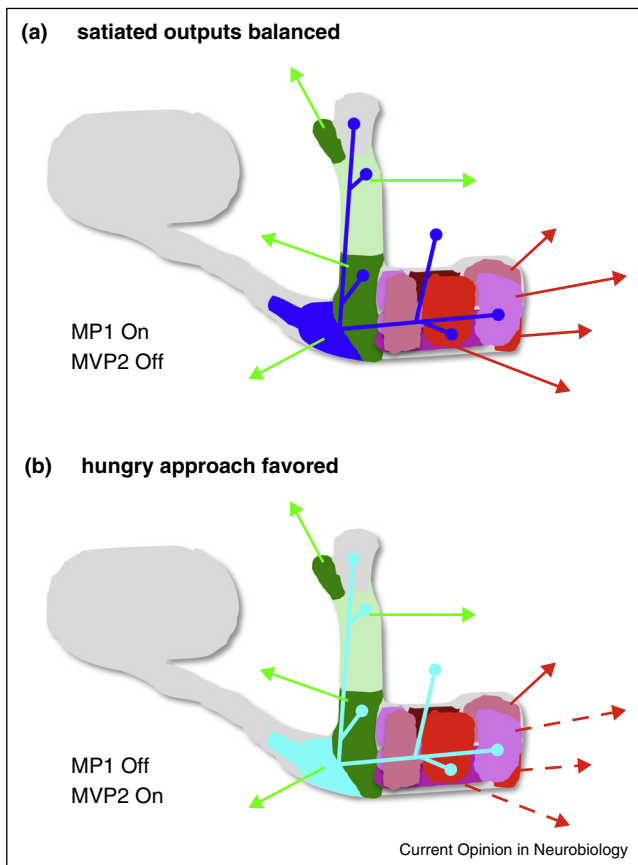 (a) satiated outputs balanced
MP1 On
MVP2 Off
(b) hungry approach favored
MP1 Off
MVP2 On
Current Opinion in Neurobiology